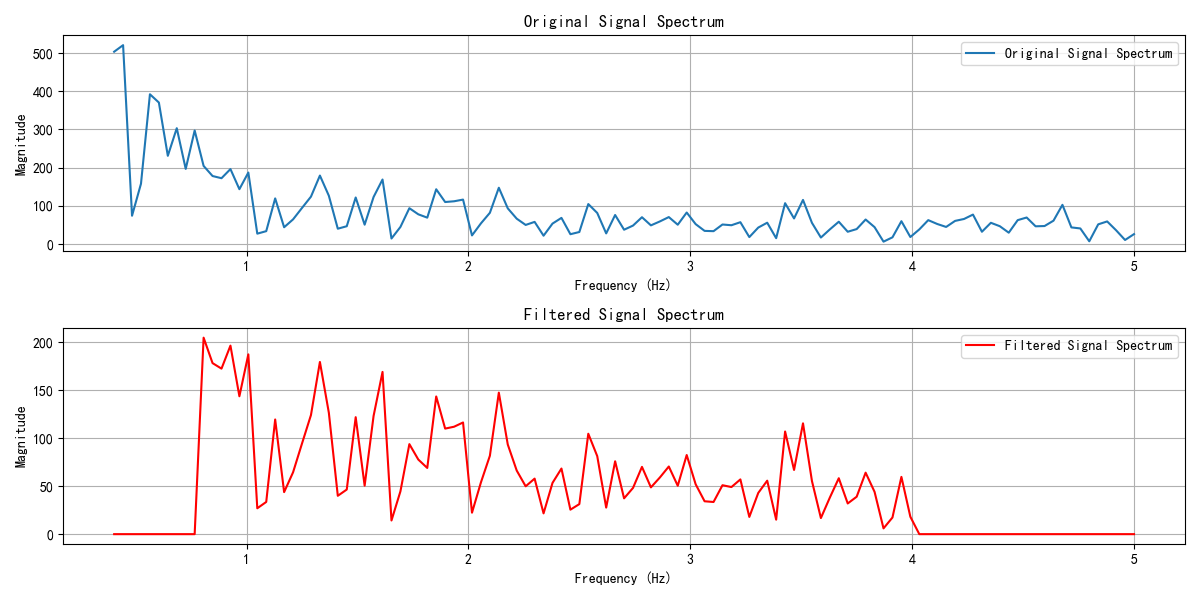 Original Signal Spectrum
Original Signal Spectrum
500
400
300
200
100
0
Magnitude
1 2 3 4 5
Frequency (Hz)
Filtered Signal Spectrum
Filtered Signal Spectrum
200
150
100
50
0
Magnitude
1 2 3 4 5
Frequency (Hz)